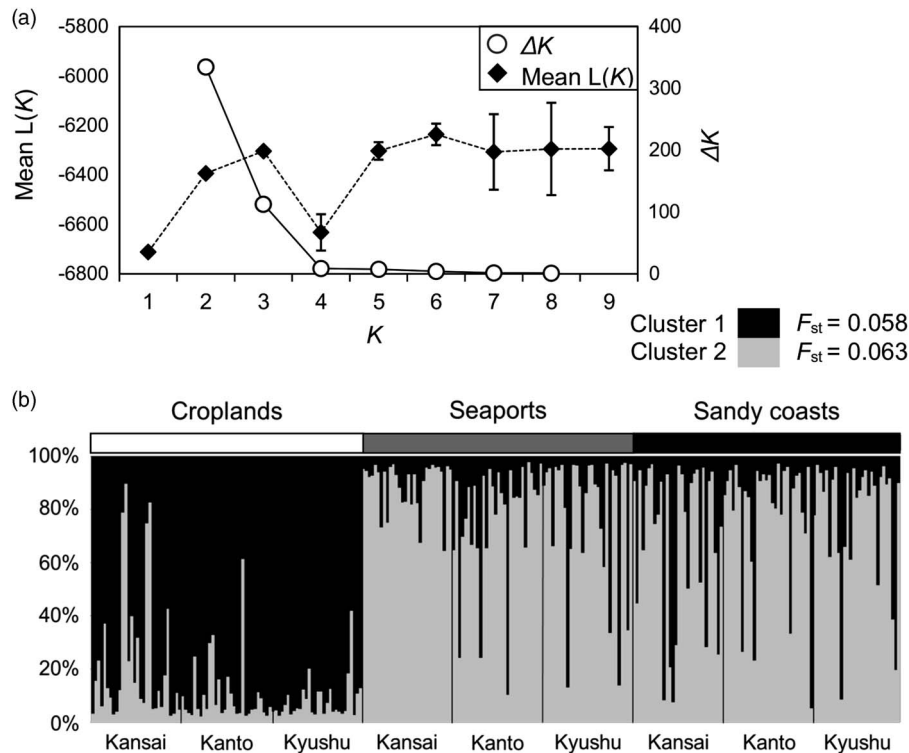 (a)
-5800
-6000
-6200
-6400
-6600
-6800
Mean L(K)
400
300
200
100
0
ΔK
ΔK
Mean L(K)
1 2 3 4 5 6 7 8 9
K
Cluster 1 Fst = 0.058
Cluster 2 Fst = 0.063
(b)
Croplands Seaports Sandy coasts
100%
80%
60%
40%
20%
0%
Kansai Kanto Kyushu Kansai Kanto Kyushu Kansai Kanto Kyushu